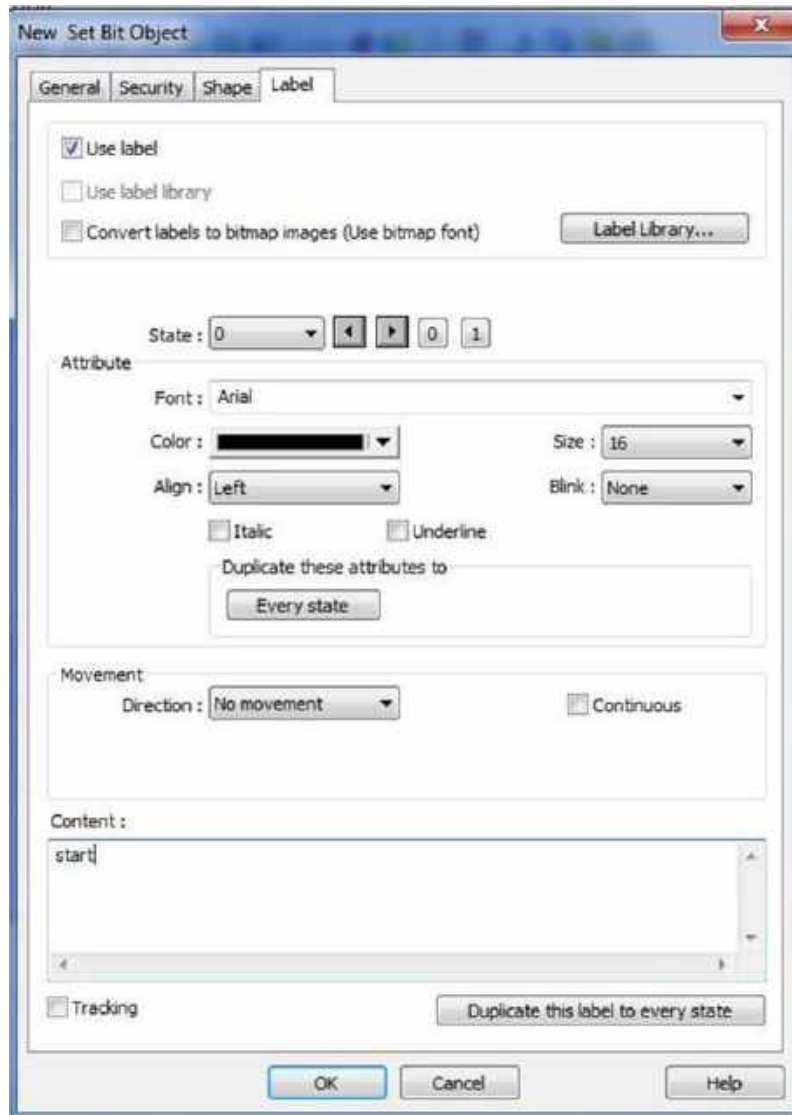 New Set Bit Object
General Security Shape Label
Use label
Use label library
Convert labels to bitmap images (Use bitmap font) Label Library...
State : 0 0 1
Attribute
Font : Arial
Color : Size : 16
Align : Left Blink : None
Italic Underline
Duplicate these attributes to
Every state
Movement
Direction : No movement Continuous
Content :
start
Tracking Duplicate this label to every state
OK Cancel Help